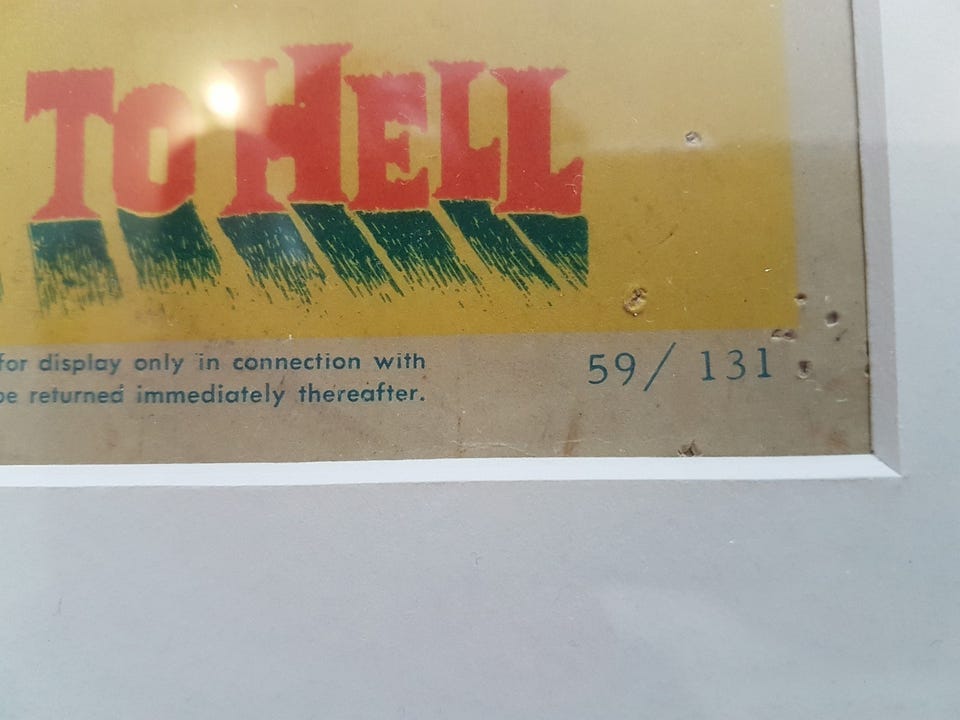 TO HELL
for display only in connection with
be returned immediately thereafter.
59/131